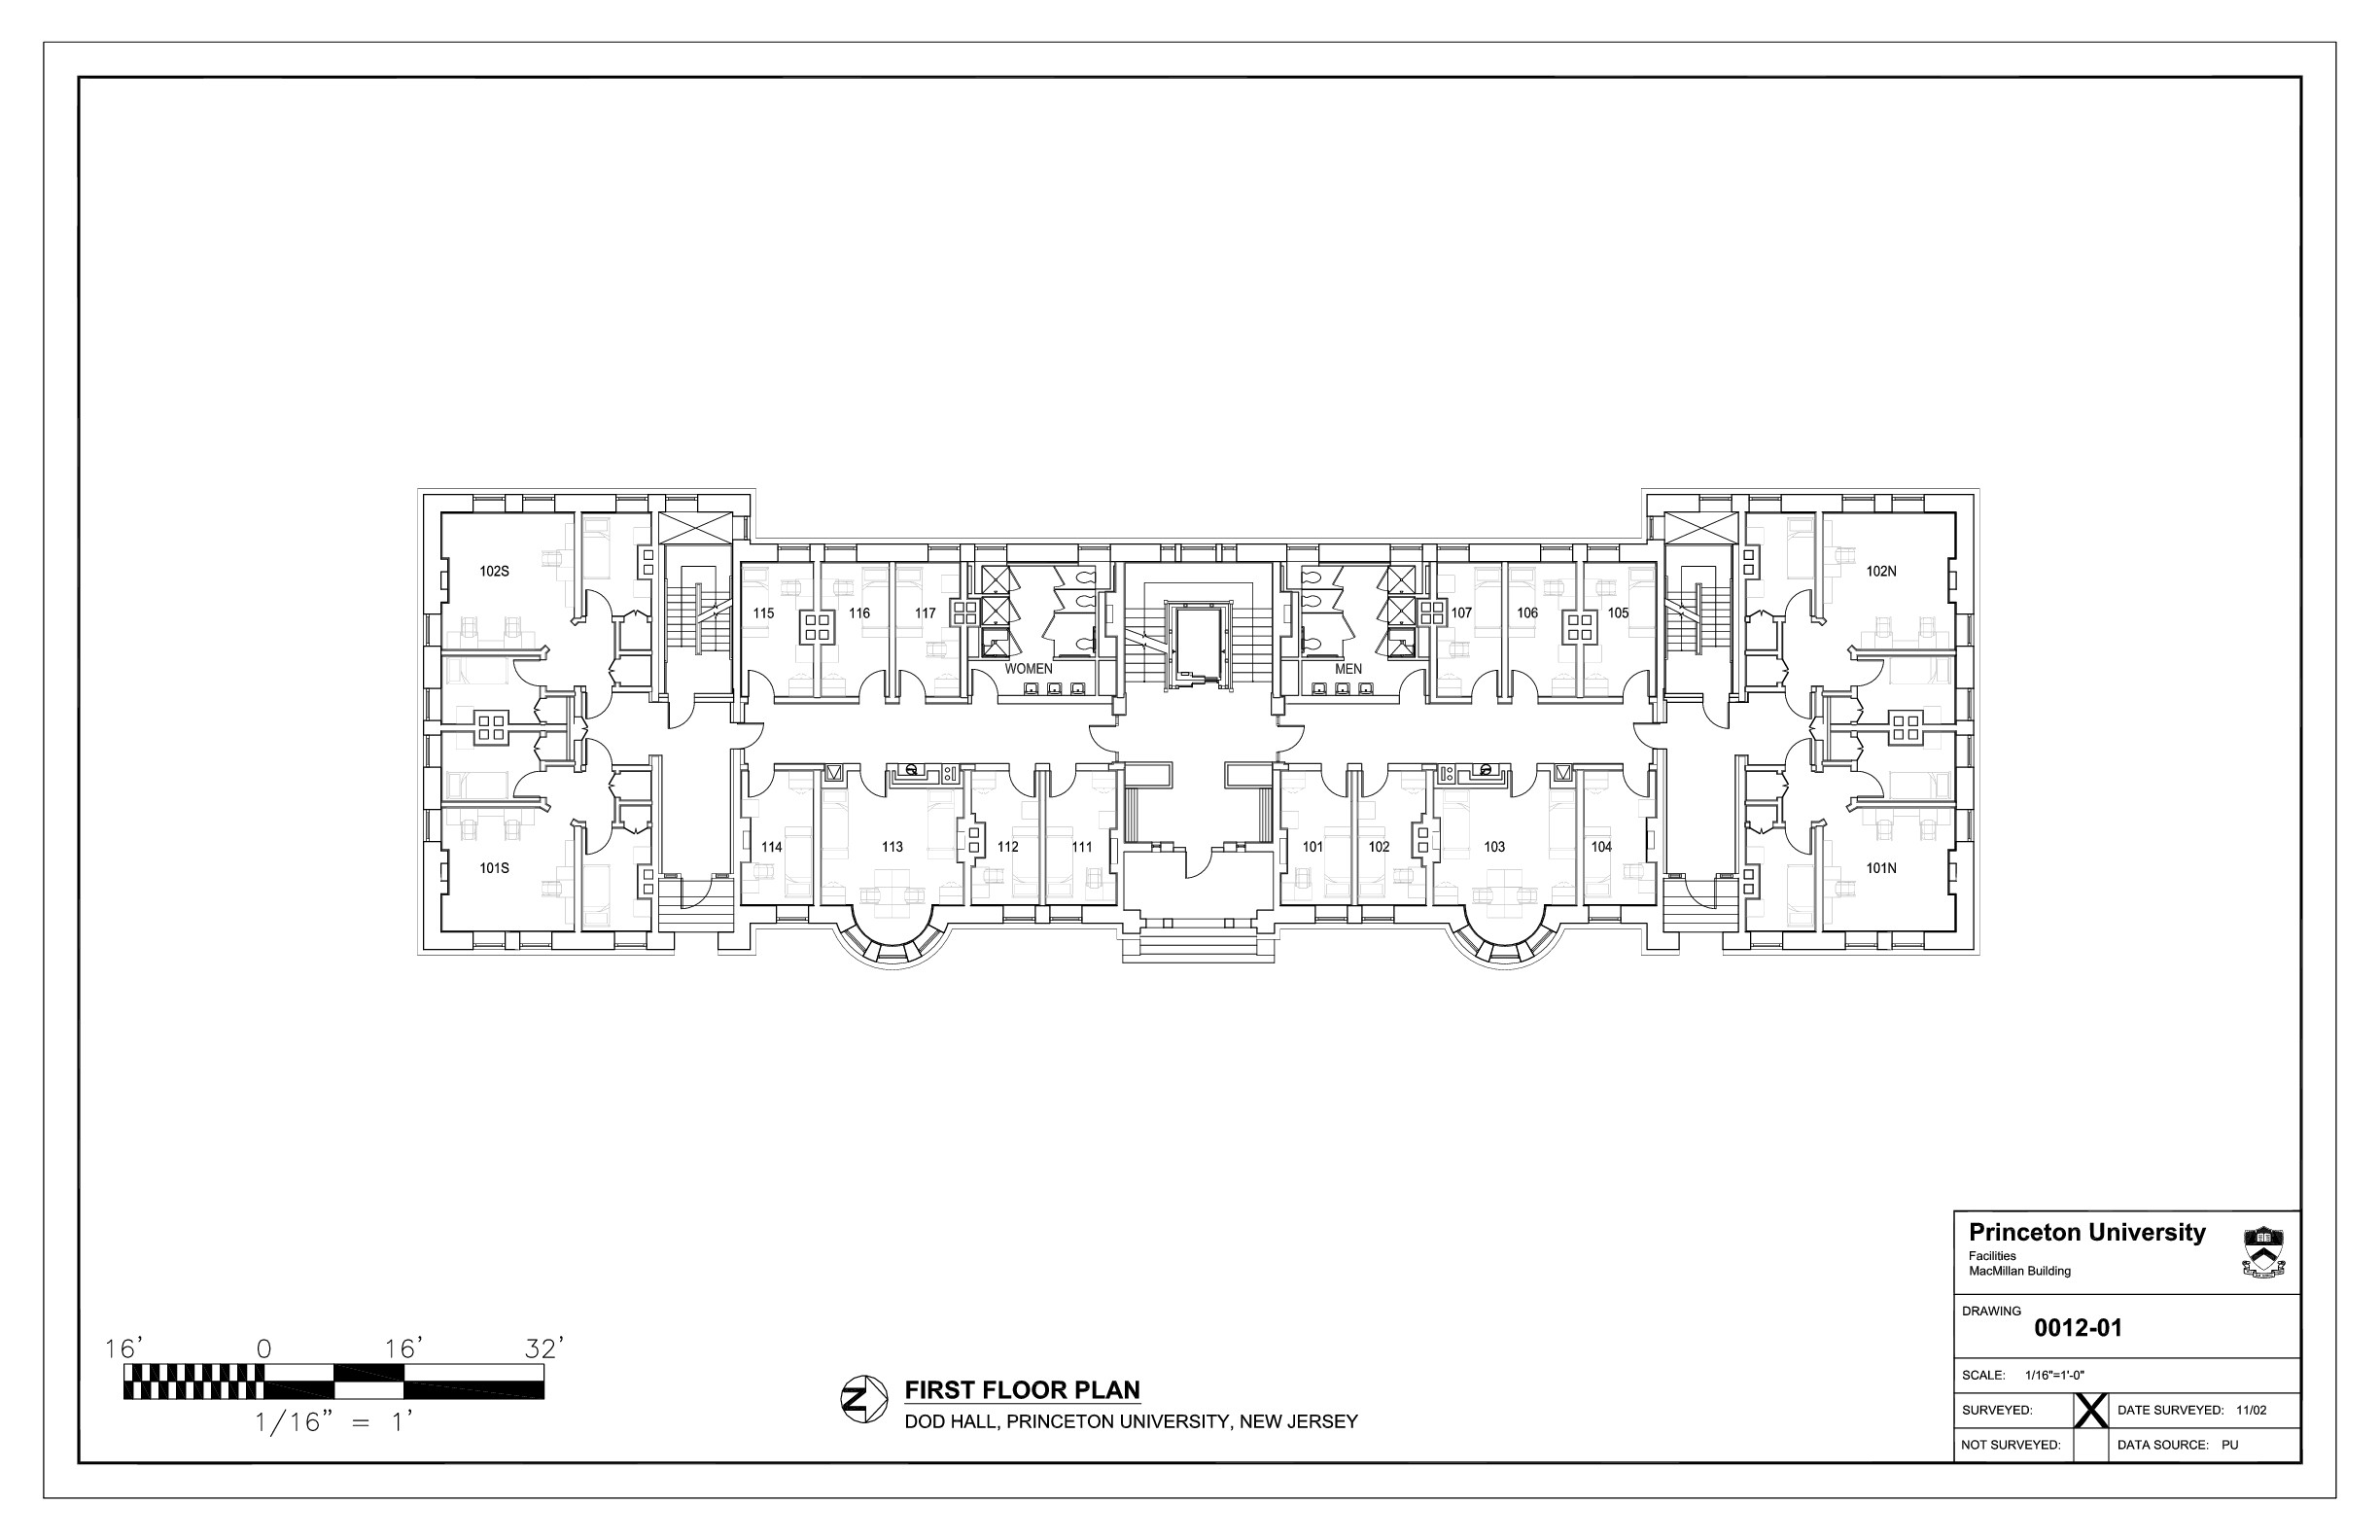 102S
102N
115
116
117
107
106
105
WOMEN
MEN
114
113
112
111
101
102
103
104
101S
101N
Princeton University
Facilities
MacMillan Building
DRAWING
0012-01
16' 0 16' 32'
SCALE: 1/16"=1'-0"
N
FIRST FLOOR PLAN
SURVEYED: X DATE SURVEYED: 11/02
1/16" = 1'
DOD HALL, PRINCETON UNIVERSITY, NEW JERSEY
NOT SURVEYED: DATA SOURCE: PU